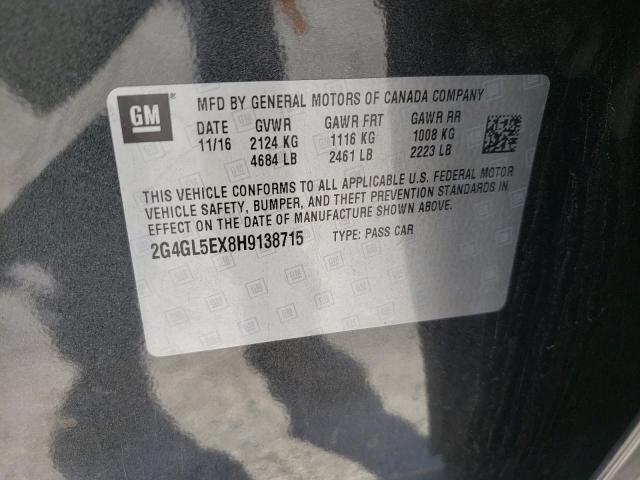 GM
MFD BY GENERAL MOTORS OF CANADA COMPANY
DATE GVWR GAWR FRT GAWR RR
11/16 2124 KG 1116 KG 1008 KG
4684 LB 2461 LB 2223 LB
THIS VEHICLE CONFORMS TO ALL APPLICABLE U.S. FEDERAL MOTOR
VEHICLE SAFETY, BUMPER, AND THEFT PREVENTION STANDARDS IN
EFFECT ON THE DATE OF MANUFACTURE SHOWN ABOVE.
2G4GL5EX8H9138715 TYPE: PASS CAR